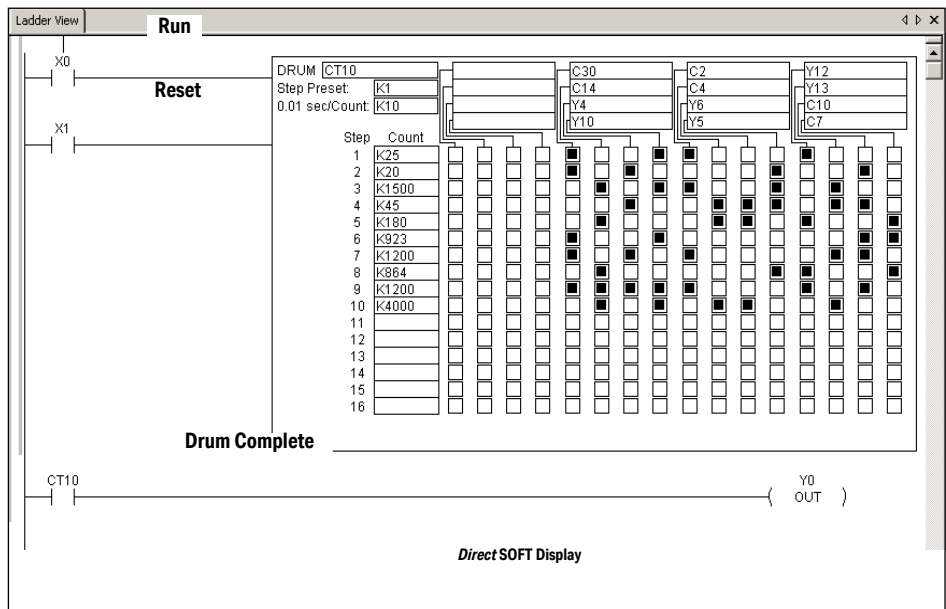 Ladder View
Run
X0
Reset
X1
DRUM CT10
Step Preset: K1
0.01 sec/Count: K10
C30
C14
Y4
Y10
C2
C4
Y6
Y5
Y12
Y13
C10
C7
Step Count
1 K25
2 K20
3 K1500
4 K45
5 K180
6 K923
7 K1200
8 K864
9 K1200
10 K4000
11
12
13
14
15
16
Drum Complete
CT10
Y0
OUT
Direct SOFT Display